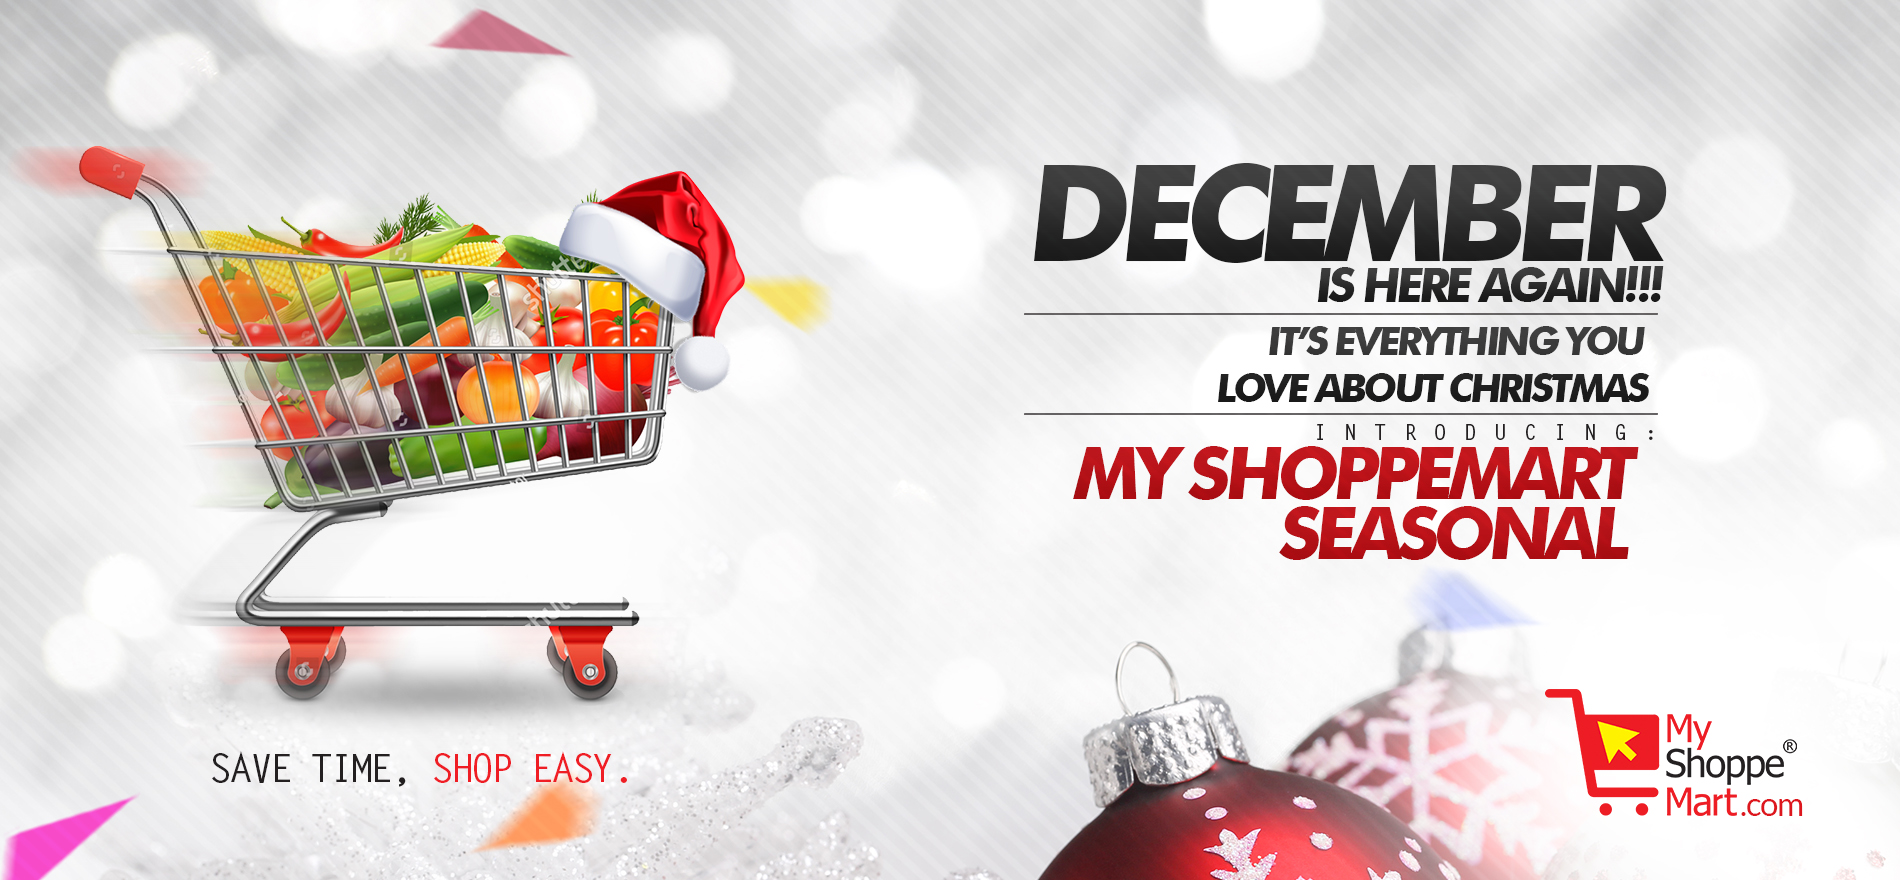 DECEMBER
IS HERE AGAIN!!!
IT'S EVERYTHING YOU
LOVE ABOUT CHRISTMAS
INTRODUCING:
MY SHOPPEMART
SEASONAL
SAVE TIME, SHOP EASY.
My
Shoppe®
Mart.com